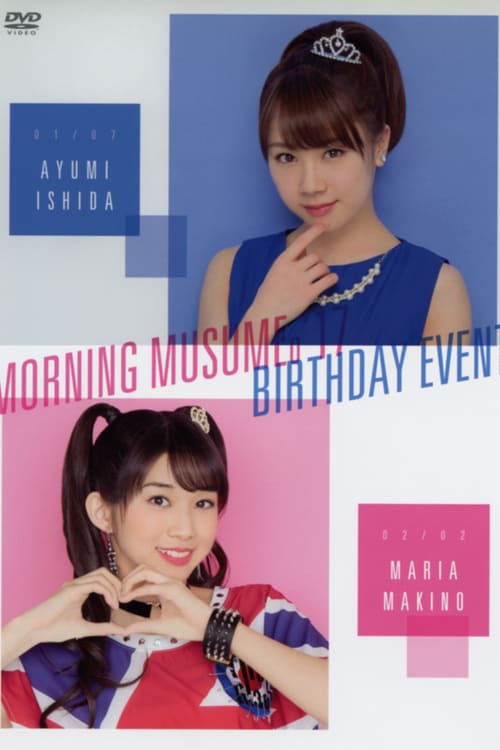 DVD
VIDEO
01/07
AYUMI
ISHIDA
MORNING MUSUME。'17
BIRTHDAY EVENT
02/02
MARIA
MAKINO